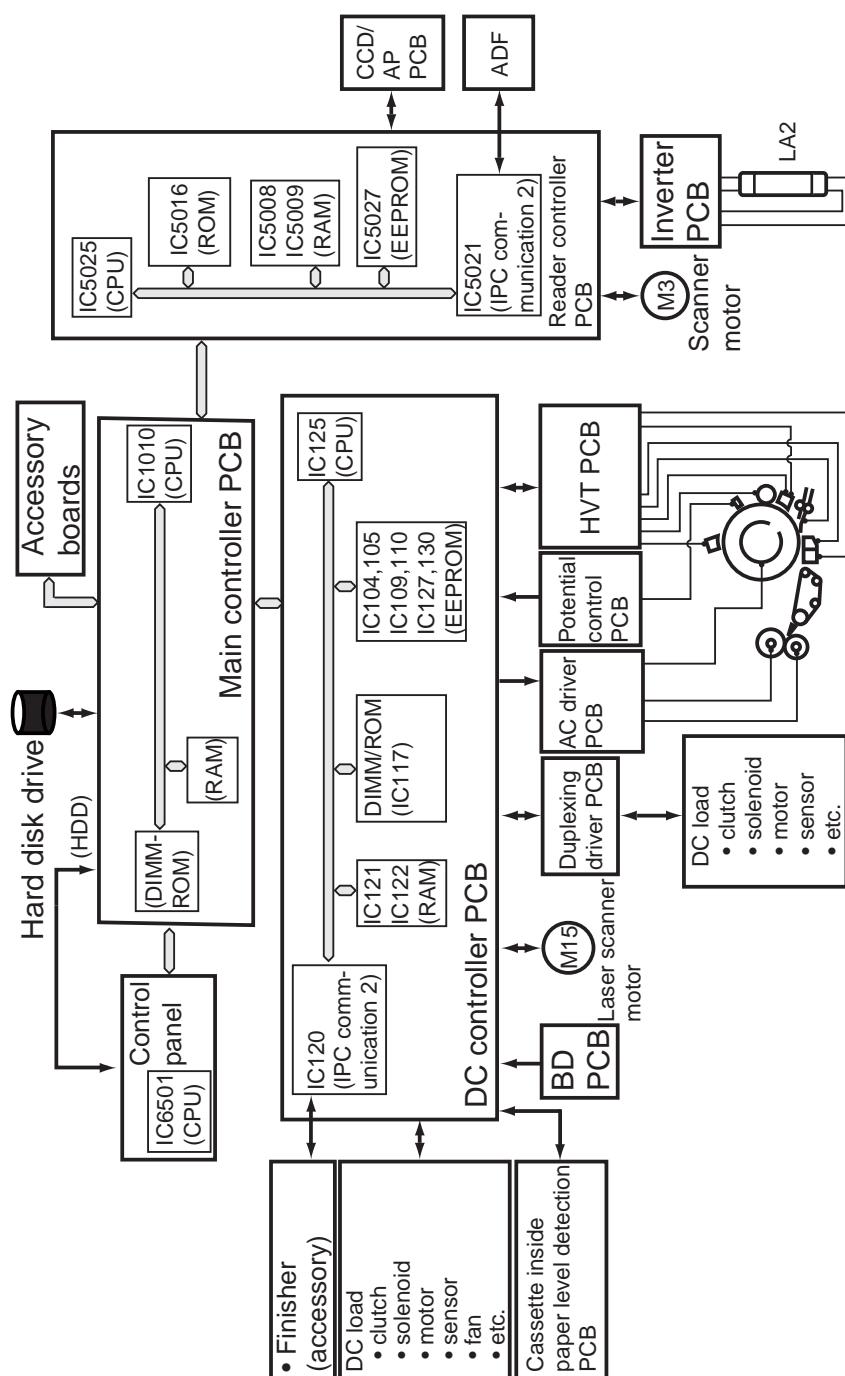 Hard disk drive
(HDD)
Accessory
boards
Control
panel
IC6501
(CPU)
(DIMM-
ROM)
(RAM)
IC1010
(CPU)
Main controller PCB
IC5025
(CPU)
IC5016
(ROM)
IC5008
IC5009
(RAM)
IC5027
(EEPROM)
IC5021
(IPC com-
munication 2)
Reader controller
PCB
CCD/
AP
PCB
ADF
• Finisher
(accessory)
DC load
• clutch
• solenoid
• motor
• sensor
• fan
• etc.
Cassette inside
paper level detection
PCB
IC120
(IPC comm-
unication 2)
IC121
IC122
(RAM)
DIMM/ROM
(IC117)
IC104,105
IC109,110
IC127,130
(EEPROM)
IC125
(CPU)
DC controller PCB
BD
PCB
M15
Laser scanner
motor
Duplexing
driver PCB
DC load
• clutch
• solenoid
• motor
• sensor
• etc.
AC driver
PCB
Potential
control
PCB
HVT PCB
M3
Scanner
motor
Inverter
PCB
LA2